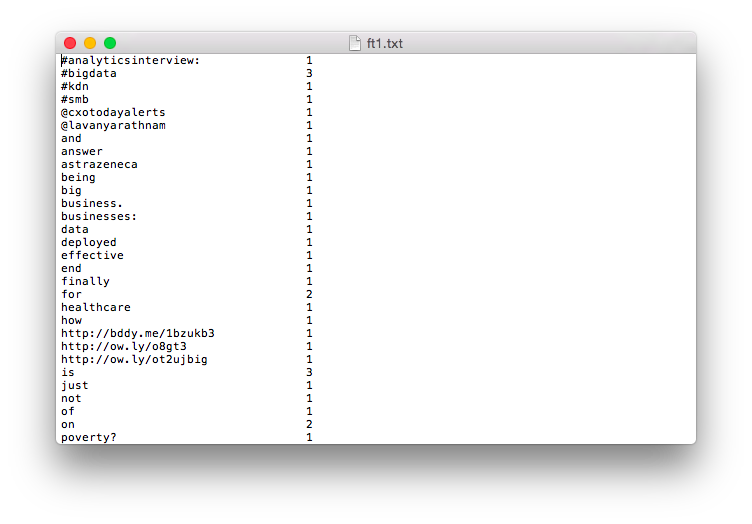 ft1.txt
#analyticsinterview: 1
#bigdata 3
#kdn 1
#smb 1
@cxotodayalerts 1
@lavanyarathnam 1
and 1
answer 1
astrazeneca 1
being 1
big 1
business. 1
businesses: 1
data 1
deployed 1
effective 1
end 1
finally 1
for 2
healthcare 1
how 1
http://bddy.me/1bzukb3 1
http://ow.ly/o8gt3 1
http://ow.ly/ot2ujbig 1
is 3
just 1
not 1
of 1
on 2
poverty? 1